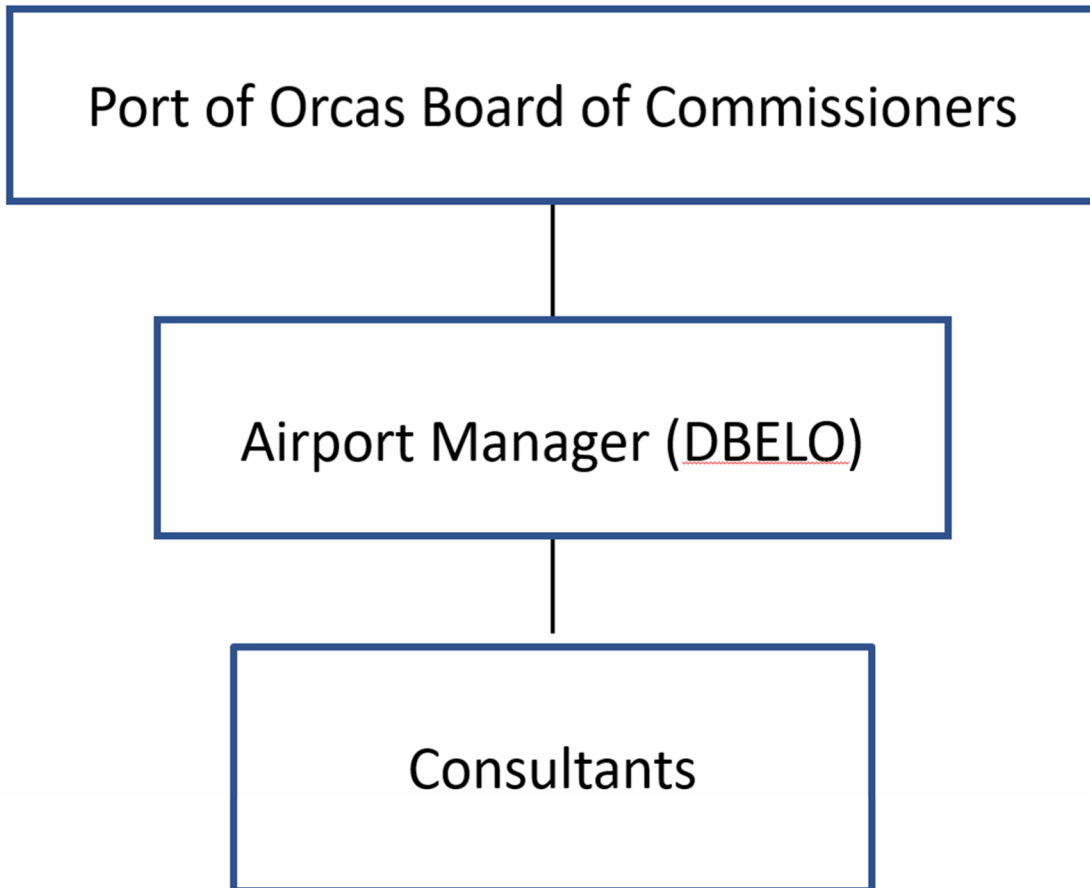 Port of Orcas Board of Commissioners
Airport Manager (DBELO)
Consultants